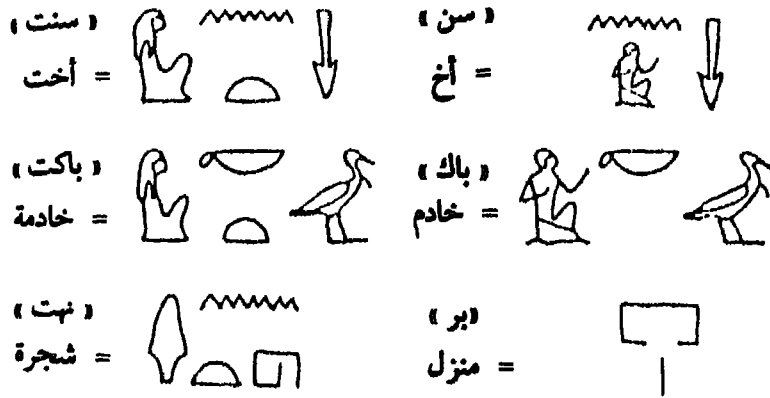 « سن »
= أخ
« سنت »
= أخت
« باك »
= خادم
« باكت »
= خادمة
« بر »
= منزل
« نهت »
= شجرة